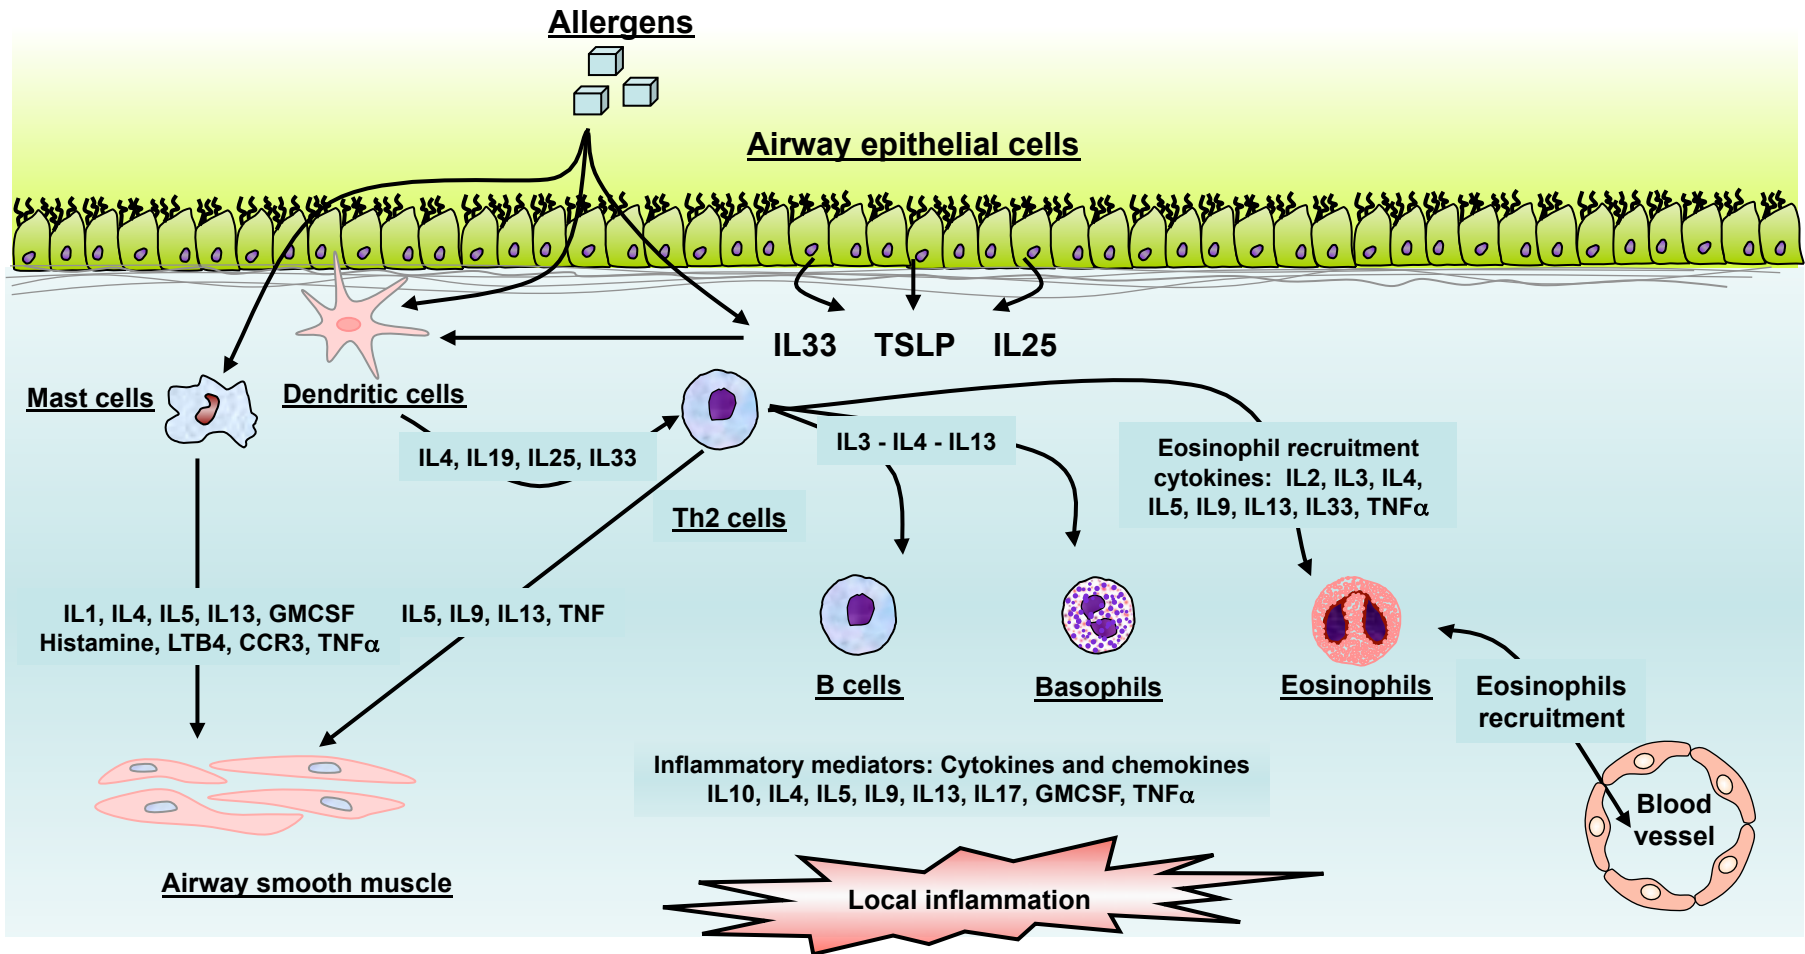 Allergens
Airway epithelial cells
IL33 TSLP IL25
Mast cells
Dendritic cells
IL4, IL19, IL25, IL33
Th2 cells
IL3 - IL4 - IL13
Eosinophil recruitment
cytokines: IL2, IL3, IL4,
IL5, IL9, IL13, IL33, TNFα
IL1, IL4, IL5, IL13, GMCSF
Histamine, LTB4, CCR3, TNFα
IL5, IL9, IL13, TNF
B cells
Basophils
Eosinophils
Eosinophils
recruitment
Inflammatory mediators: Cytokines and chemokines
IL10, IL4, IL5, IL9, IL13, IL17, GMCSF, TNFα
Blood
vessel
Airway smooth muscle
Local inflammation